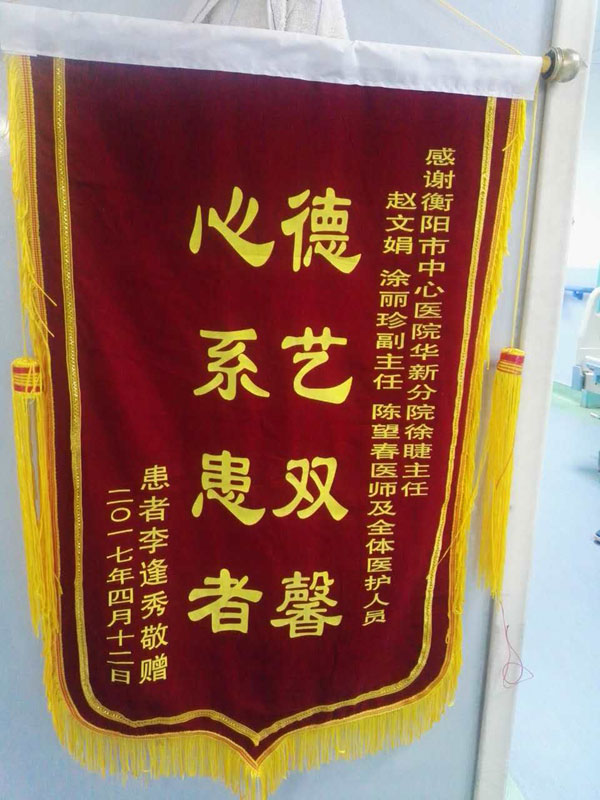 感谢衡阳市中心医院华新分院徐睫主任
赵文娟 涂丽珍副主任 陈望春医师及全体医护人员
德艺双馨
心系患者
患者李逢秀敬赠
二〇一七年四月十二日